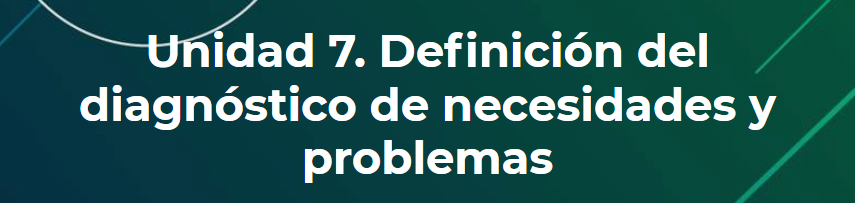 Unidad 7. Definición del
diagnóstico de necesidades y
problemas